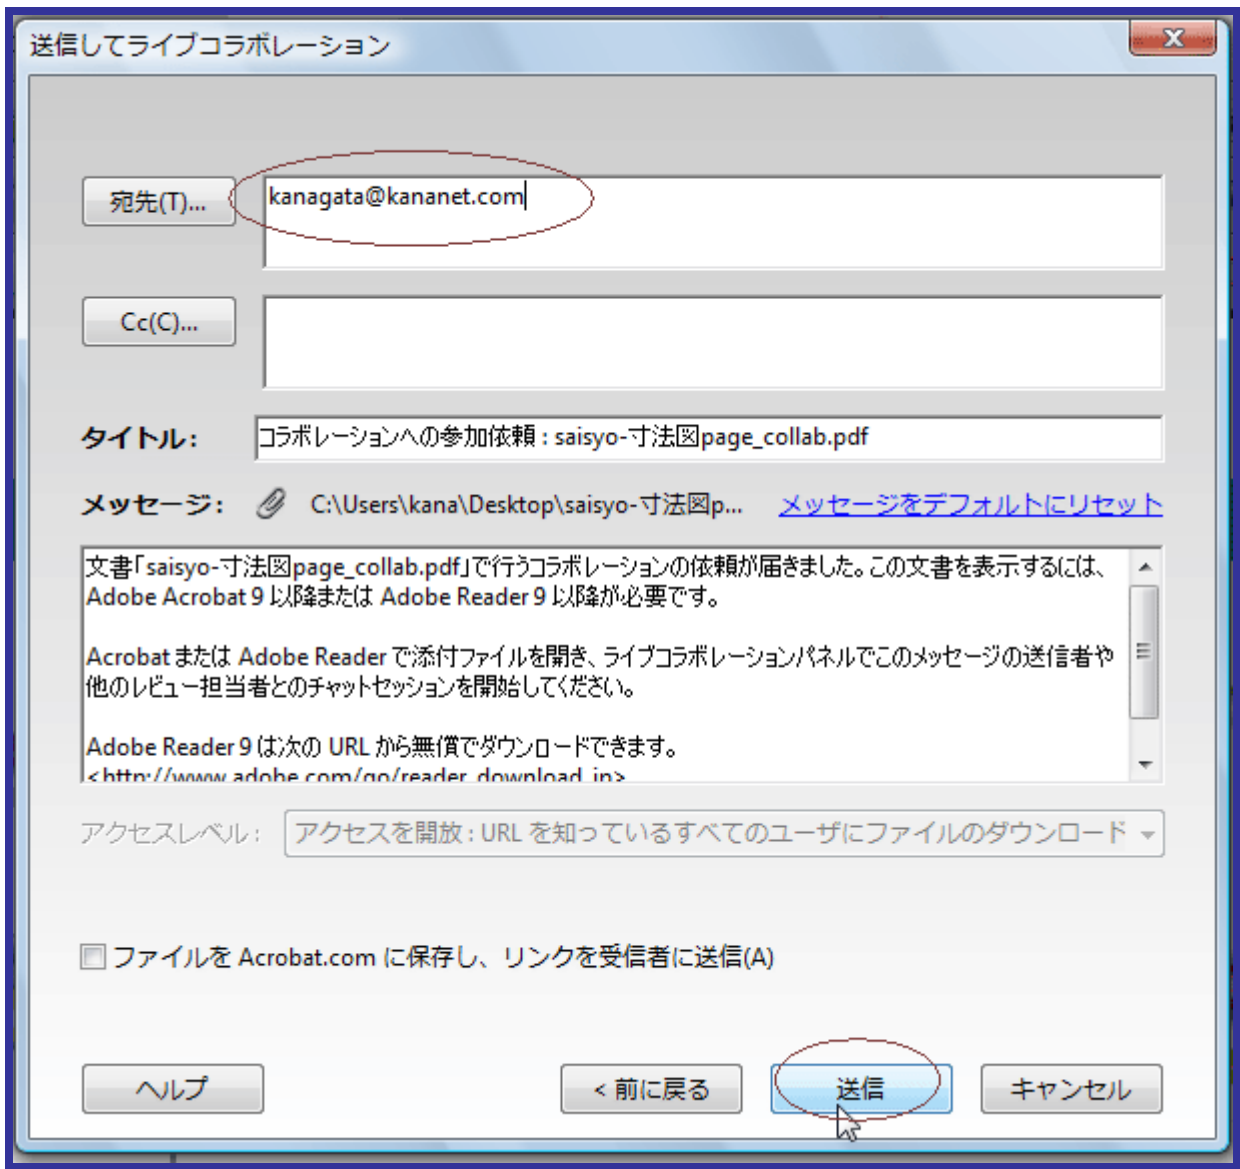 送信してライブコラボレーション
宛先(T)...
kanagata@kananet.com
Cc(C)...
タイトル:
コラボレーションへの参加依頼 : saisyo-寸法図page_collab.pdf
メッセージ:
C:\Users\kana\Desktop\saisyo-寸法図p...
メッセージをデフォルトにリセット
文書「saisyo-寸法図page_collab.pdf」で行うコラボレーションの依頼が届きました。この文書を表示するには、
Adobe Acrobat 9 以降または Adobe Reader 9 以降が必要です。
Acrobat または Adobe Reader で添付ファイルを開き、ライブコラボレーションパネルでこのメッセージの送信者や
他のレビュー担当者とのチャットセッションを開始してください。
Adobe Reader 9 は次の URL から無償でダウンロードできます。
<http://www.adobe.com/go/reader_download_jp>
アクセスレベル:
アクセスを開放 : URL を知っているすべてのユーザにファイルのダウンロード
ファイルを Acrobat.com に保存し、リンクを受信者に送信(A)
ヘルプ
< 前に戻る
送信
キャンセル